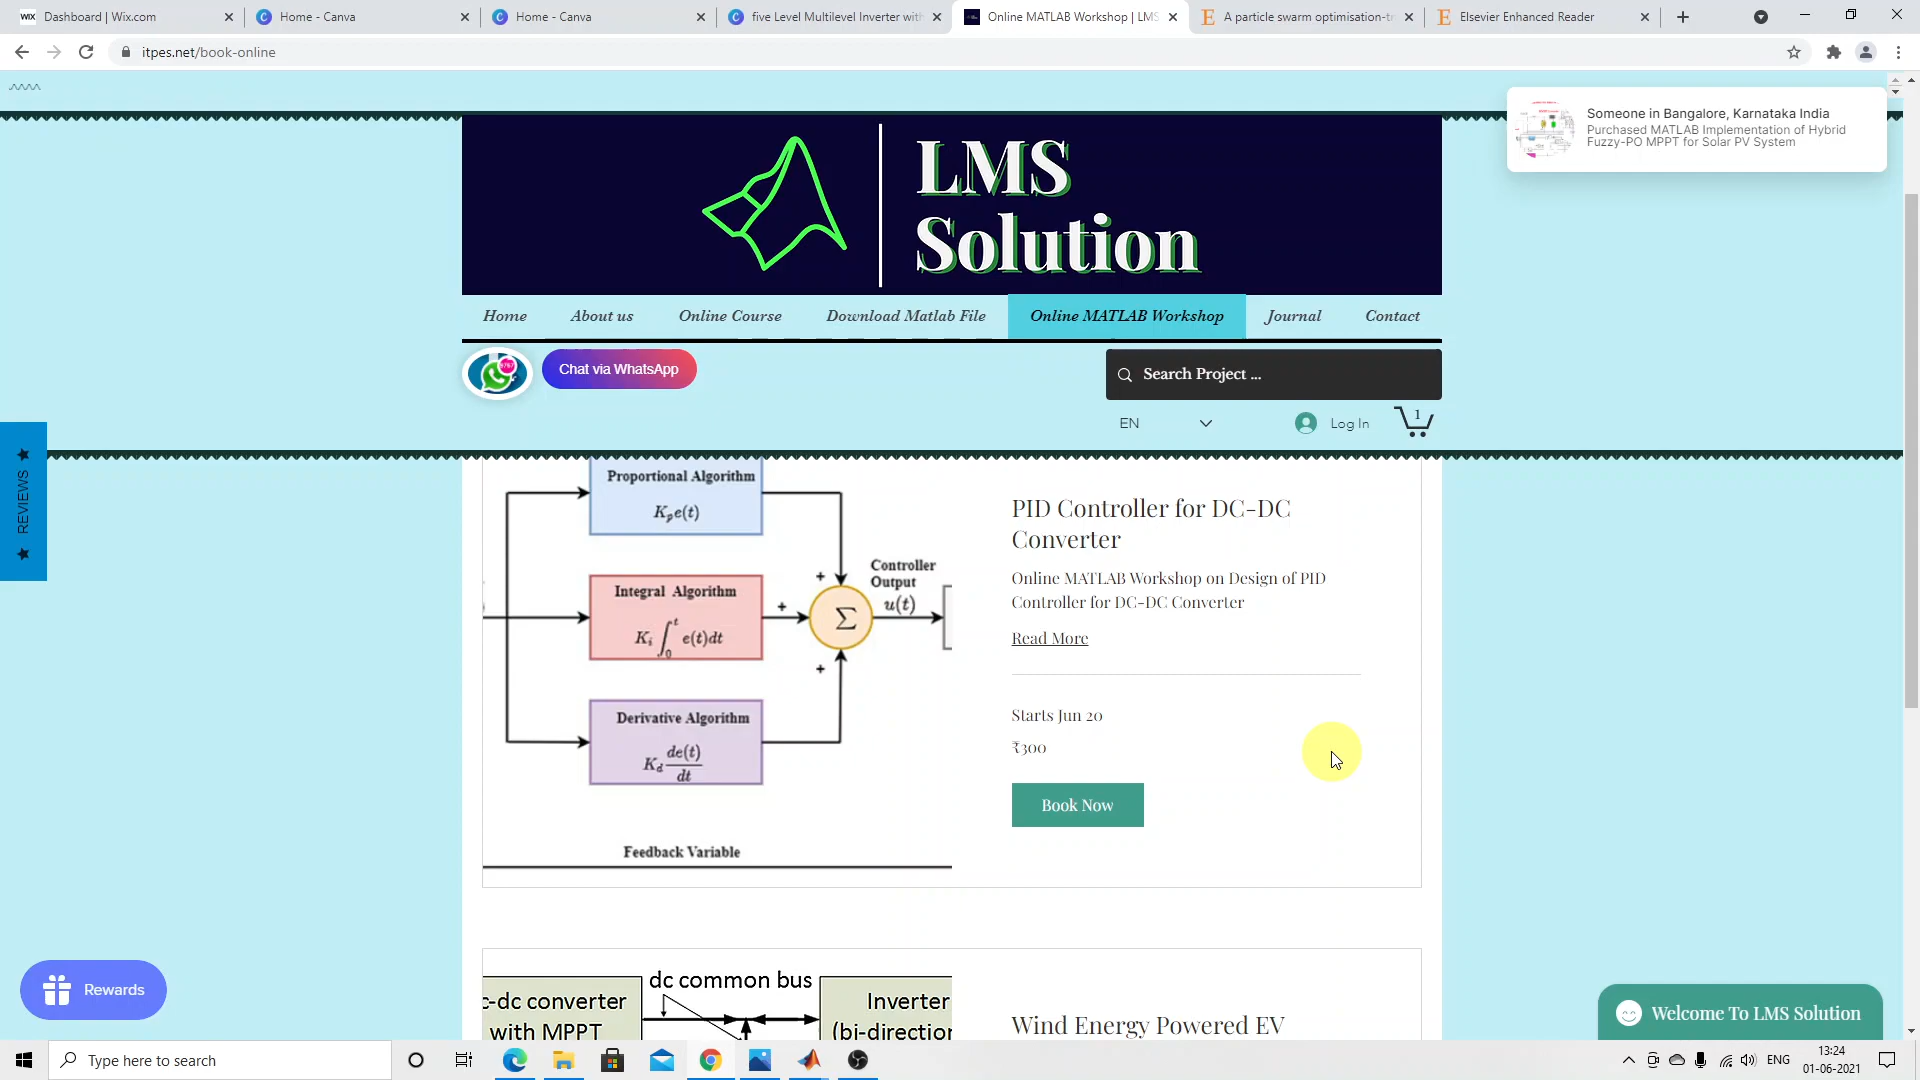 WIX Dashboard | Wix.com
Home - Canva
Home - Canva
five Level Multilevel Inverter with
Online MATLAB Workshop | LMS
A particle swarm optimisation-tr
Elsevier Enhanced Reader
itpes.net/book-online
Someone in Bangalore, Karnataka India
Purchased MATLAB Implementation of Hybrid
Fuzzy-PO MPPT for Solar PV System
LMS
Solution
Home
About us
Online Course
Download Matlab File
Online MATLAB Workshop
Journal
Contact
Chat via WhatsApp
Search Project ...
EN
Log In
1
REVIEWS
Proportional Algorithm
Kₚe(t)
Integral Algorithm
Kᵢ ∫₀ᵗ e(t)dt
Derivative Algorithm
K_d de(t)/dt
+
+
+
Σ
Controller
Output
u(t)
Feedback Variable
PID Controller for DC-DC
Converter
Online MATLAB Workshop on Design of PID
Controller for DC-DC Converter
Read More
Starts Jun 20
₹300
Book Now
dc common bus
c-dc converter
with MPPT
Inverter
(bi-direction
Wind Energy Powered EV
Rewards
Welcome To LMS Solution
Type here to search
ENG
13:24
01-06-2021